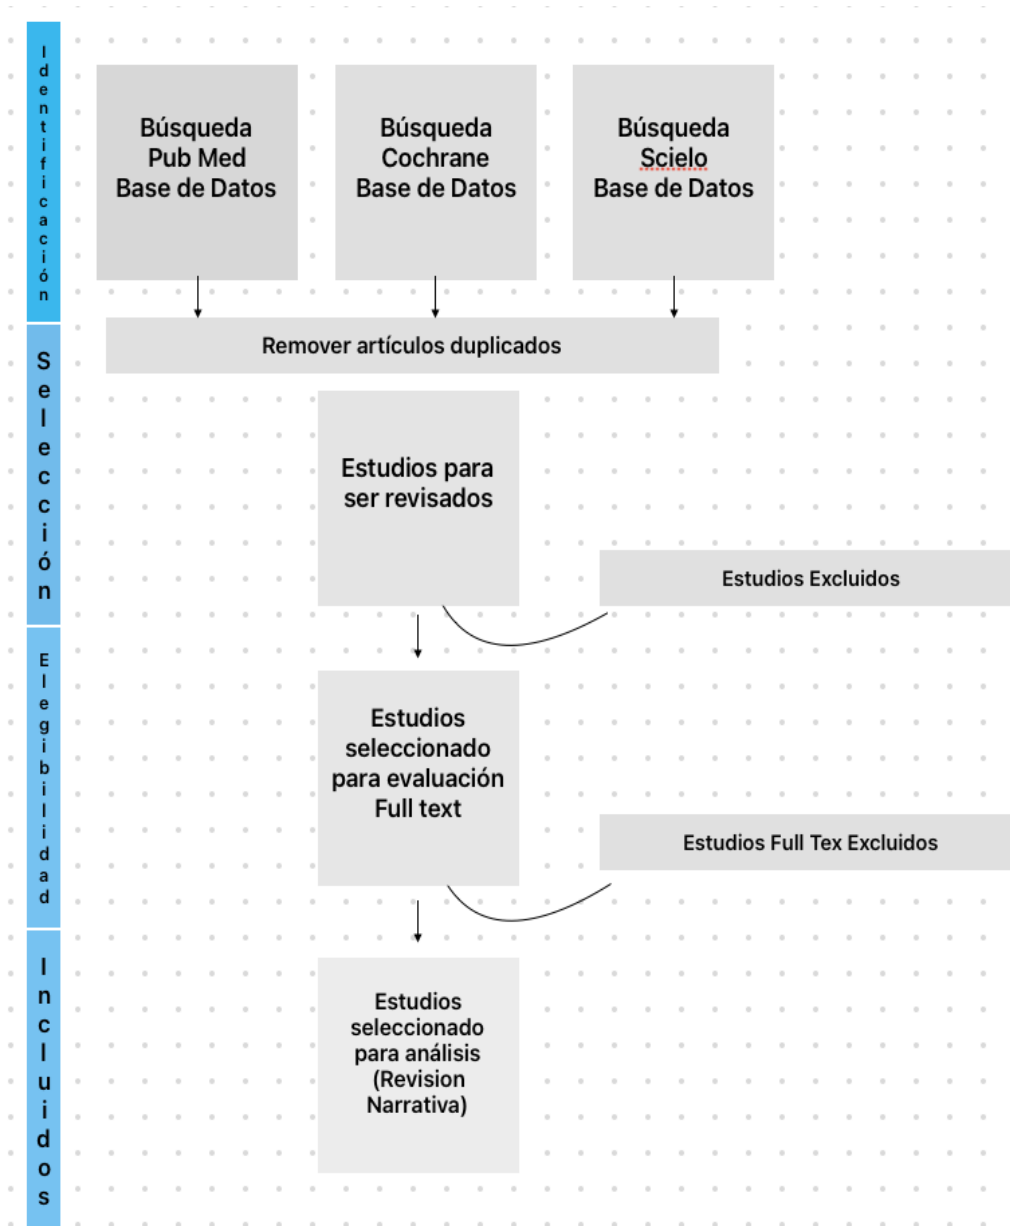 Identificación
Búsqueda
Pub Med
Base de Datos
Búsqueda
Cochrane
Base de Datos
Búsqueda
Scielo
Base de Datos
Selección
Remover artículos duplicados
Estudios para
ser revisados
Estudios Excluidos
Elegibilidad
Estudios
seleccionado
para evaluación
Full text
Estudios Full Tex Excluidos
Incluidos
Estudios
seleccionado
para análisis
(Revision
Narrativa)